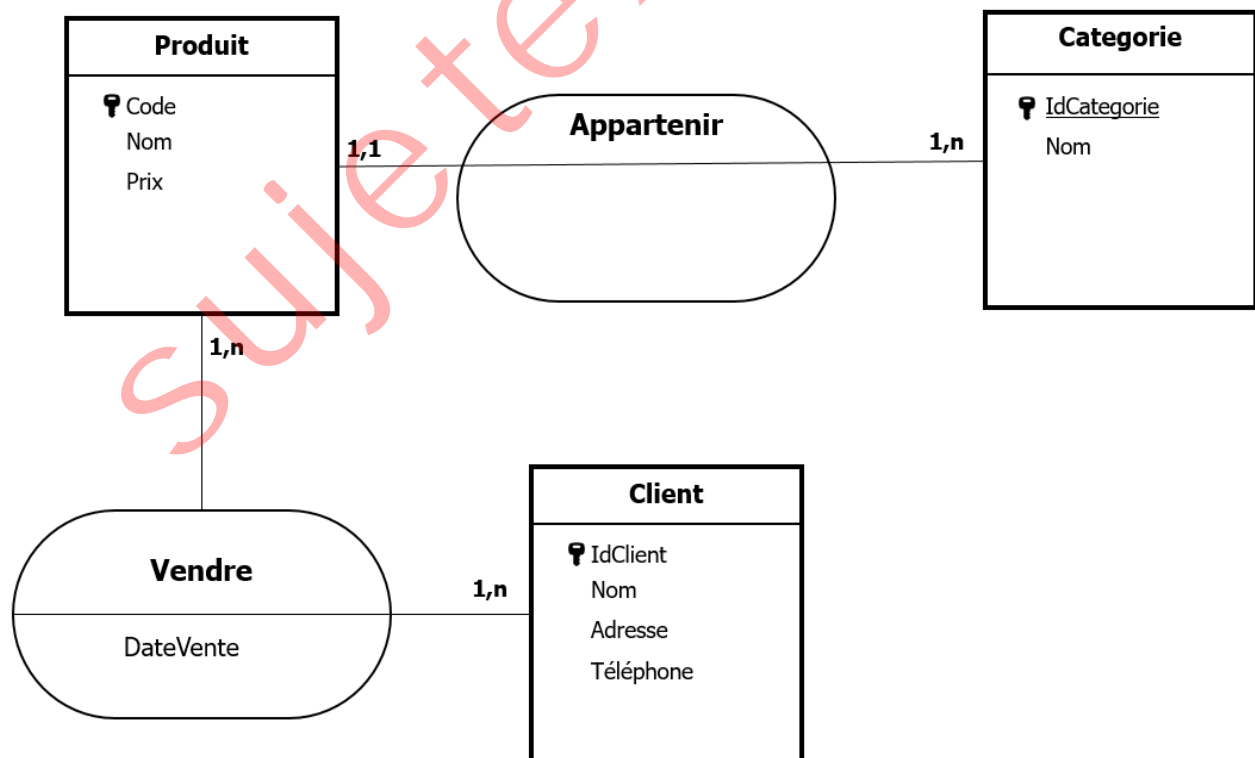 Produit
Code
Nom
Prix
1,1
Appartenir
1,n
Categorie
IdCategorie
Nom
1,n
Vendre
DateVente
1,n
Client
IdClient
Nom
Adresse
Téléphone
sujete